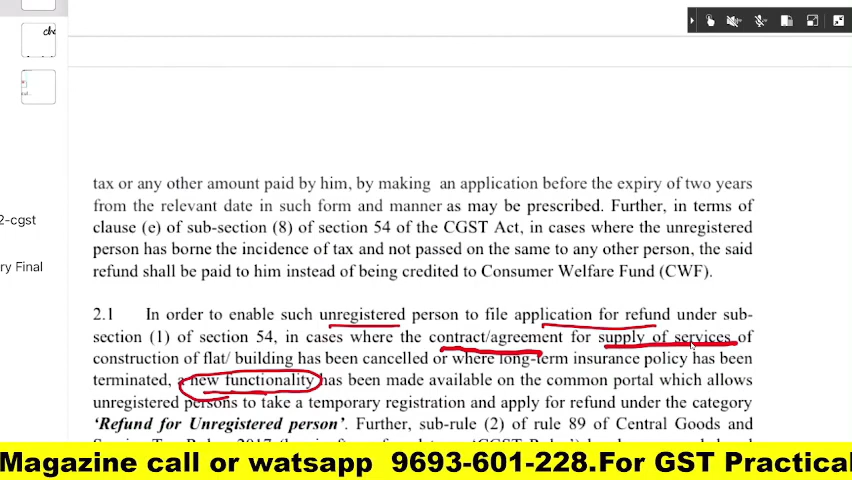 2-cgst
ry Final
tax or any other amount paid by him, by making an application before the expiry of two years
from the relevant date in such form and manner as may be prescribed. Further, in terms of
clause (e) of sub-section (8) of section 54 of the CGST Act, in cases where the unregistered
person has borne the incidence of tax and not passed on the same to any other person, the said
refund shall be paid to him instead of being credited to Consumer Welfare Fund (CWF).
2.1 In order to enable such unregistered person to file application for refund under sub-
section (1) of section 54, in cases where the contract/agreement for supply of services of
construction of flat/ building has been cancelled or where long-term insurance policy has been
terminated, a new functionality has been made available on the common portal which allows
unregistered persons to take a temporary registration and apply for refund under the category
'Refund for Unregistered person'. Further, sub-rule (2) of rule 89 of Central Goods and
Magazine call or watsapp 9693-601-228.For GST Practical